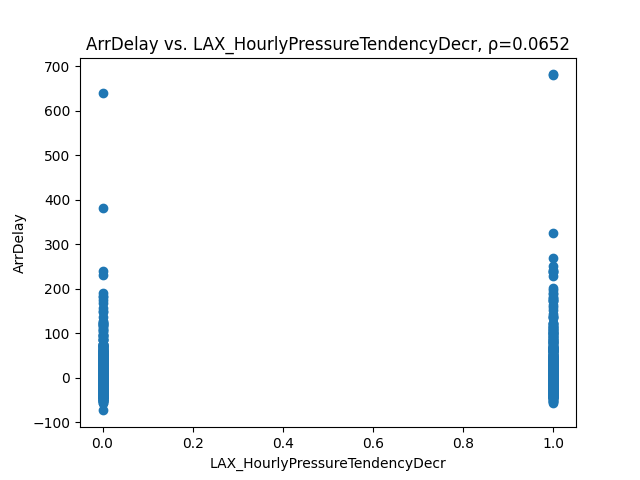 ArrDelay vs. LAX_HourlyPressureTendencyDecr, ρ=0.0652
700
600
500
400
300
200
100
0
−100
ArrDelay
0.0 0.2 0.4 0.6 0.8 1.0
LAX_HourlyPressureTendencyDecr